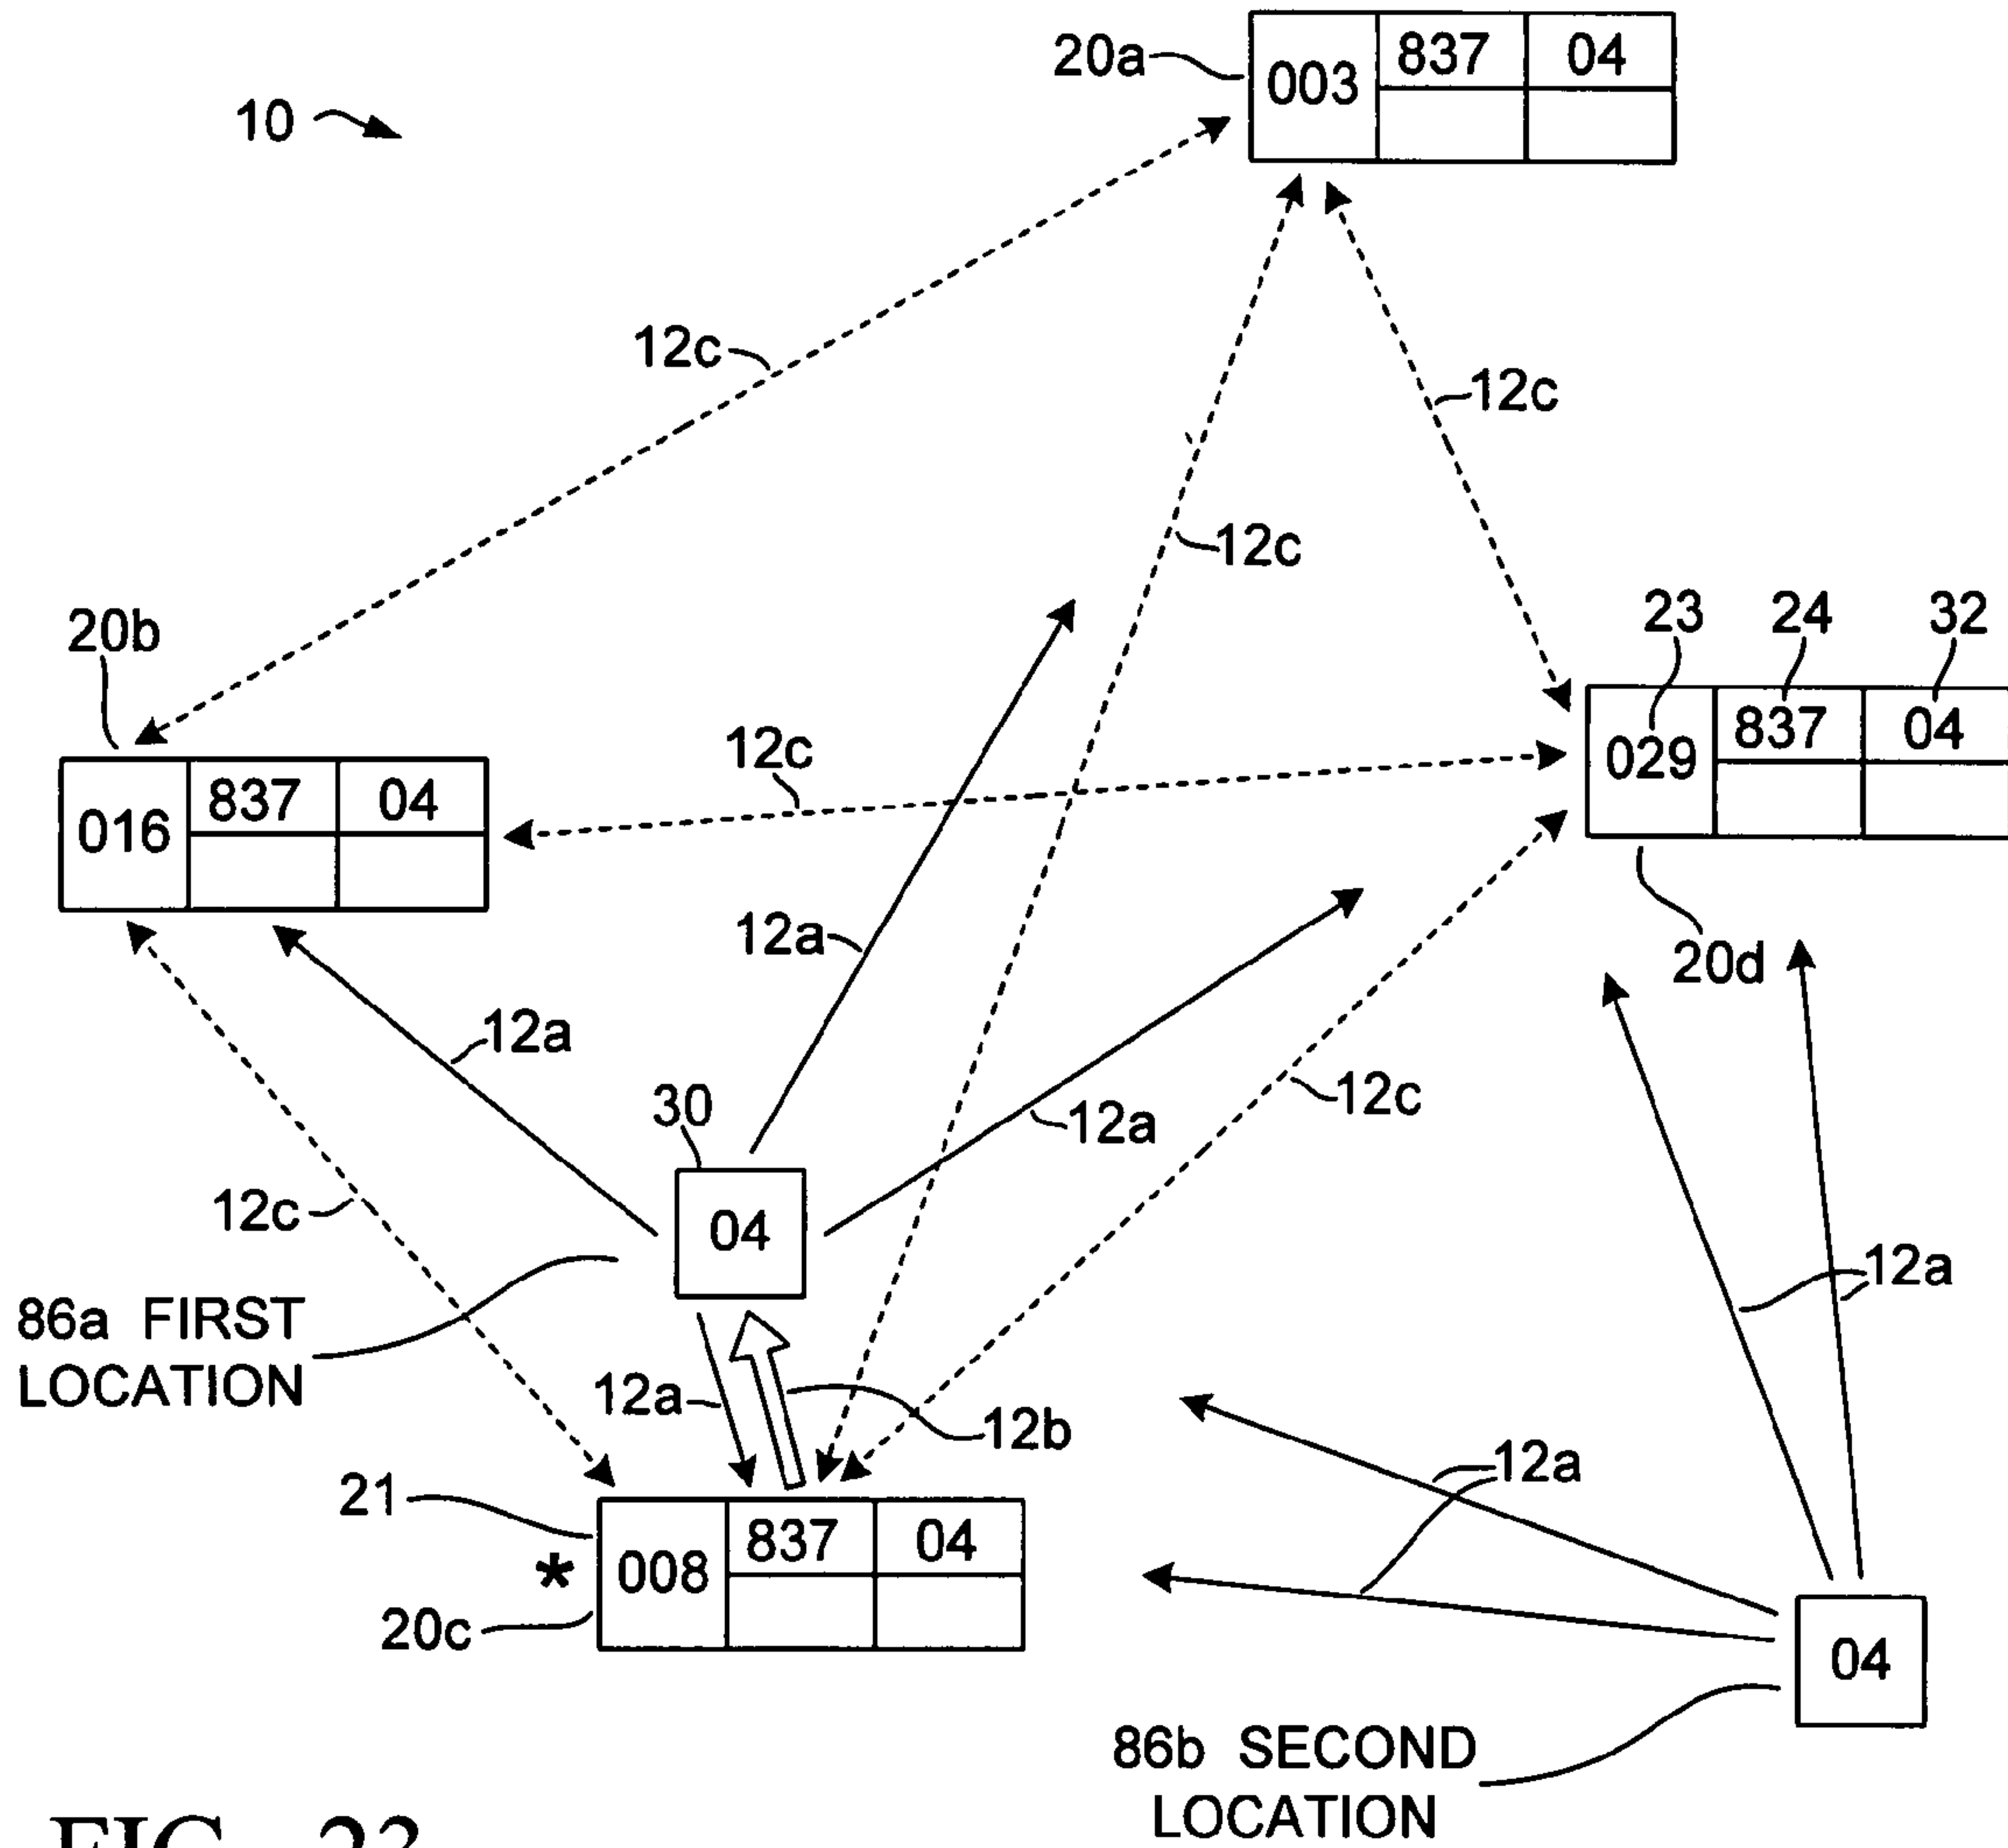 20a
003 837 04
10
12c
12c
12c
20b
23 24 32
12c
029 837 04
016 837 04
12a
20d
12a
12c
30
12a
12c
04
12a
86a FIRST
LOCATION
12a
12b
12a
21
008 837 04
*
20c
04
86b SECOND
LOCATION
FIG. 23